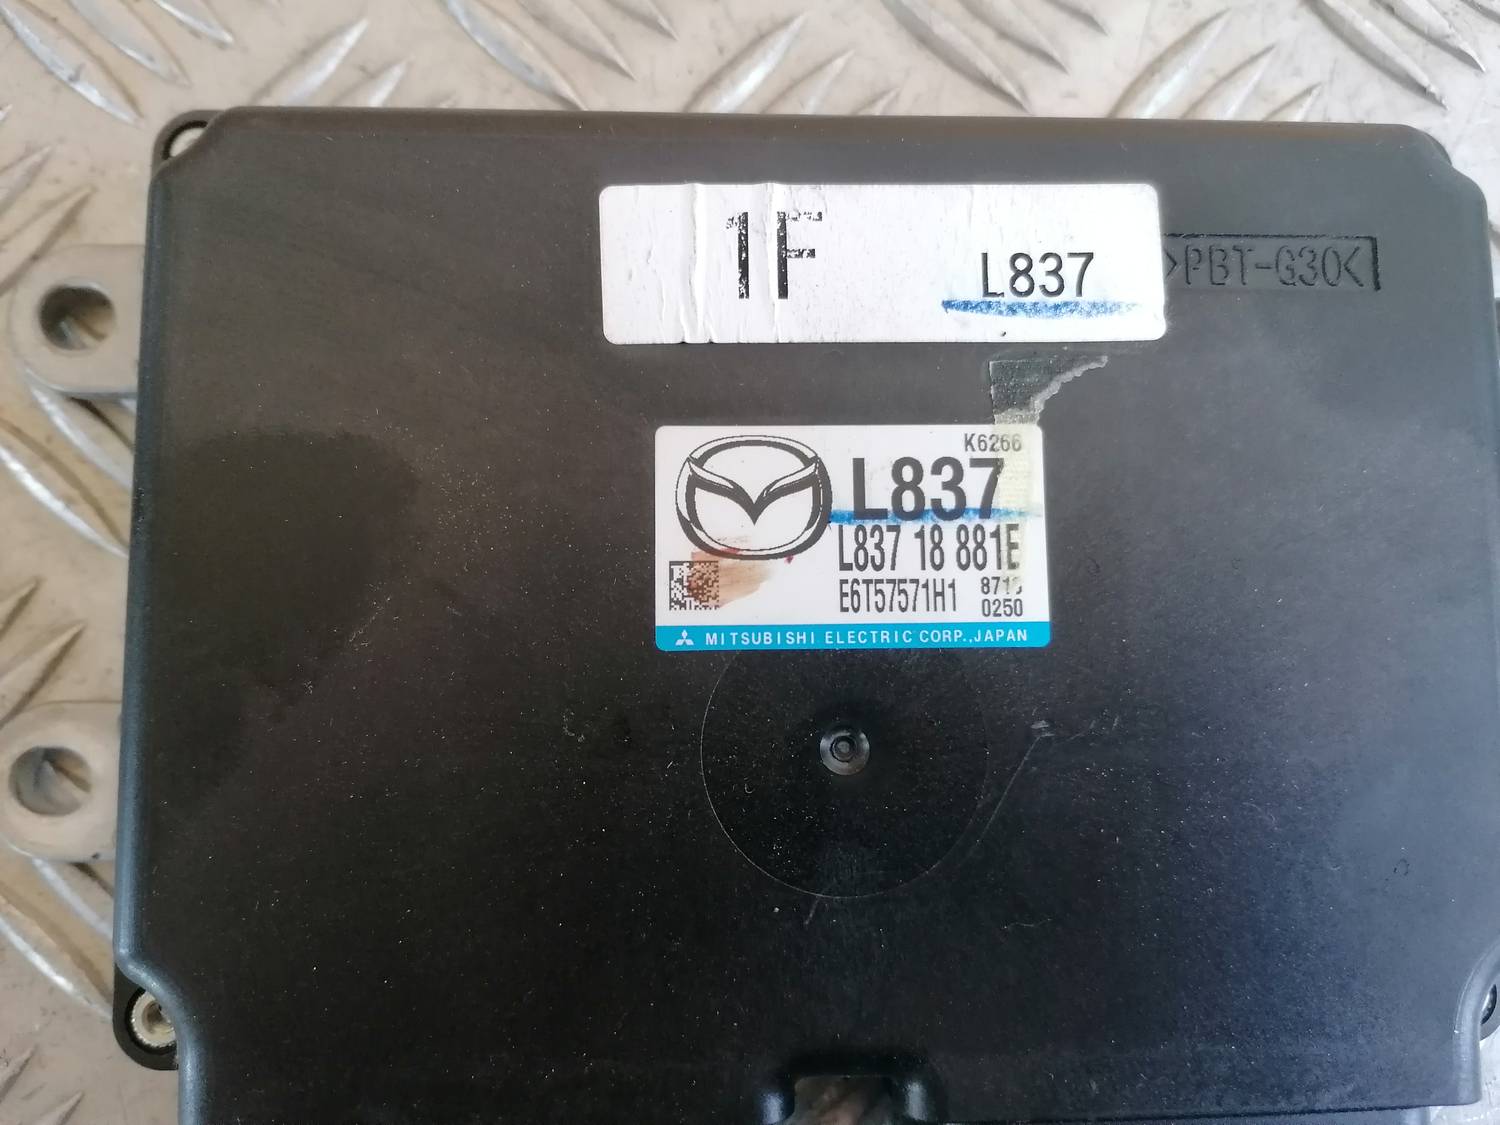 1F
L837
>PBT-G30<
K6266
L837
L837 18 881E
E6T57571H1
0250
MITSUBISHI ELECTRIC CORP., JAPAN